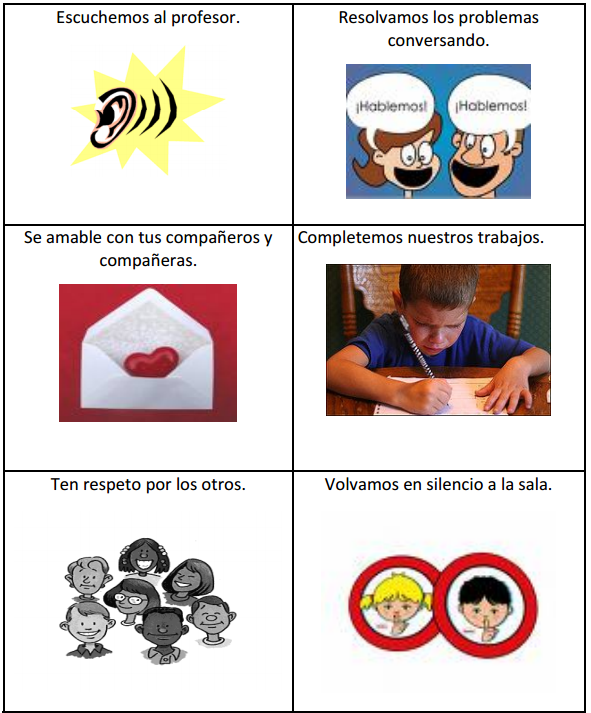 Escuchemos al profesor.
Resolvamos los problemas
conversando.
¡Hablemos!
¡Hablemos!
Se amable con tus compañeros y
compañeras.
Completemos nuestros trabajos.
Ten respeto por los otros.
Volvamos en silencio a la sala.